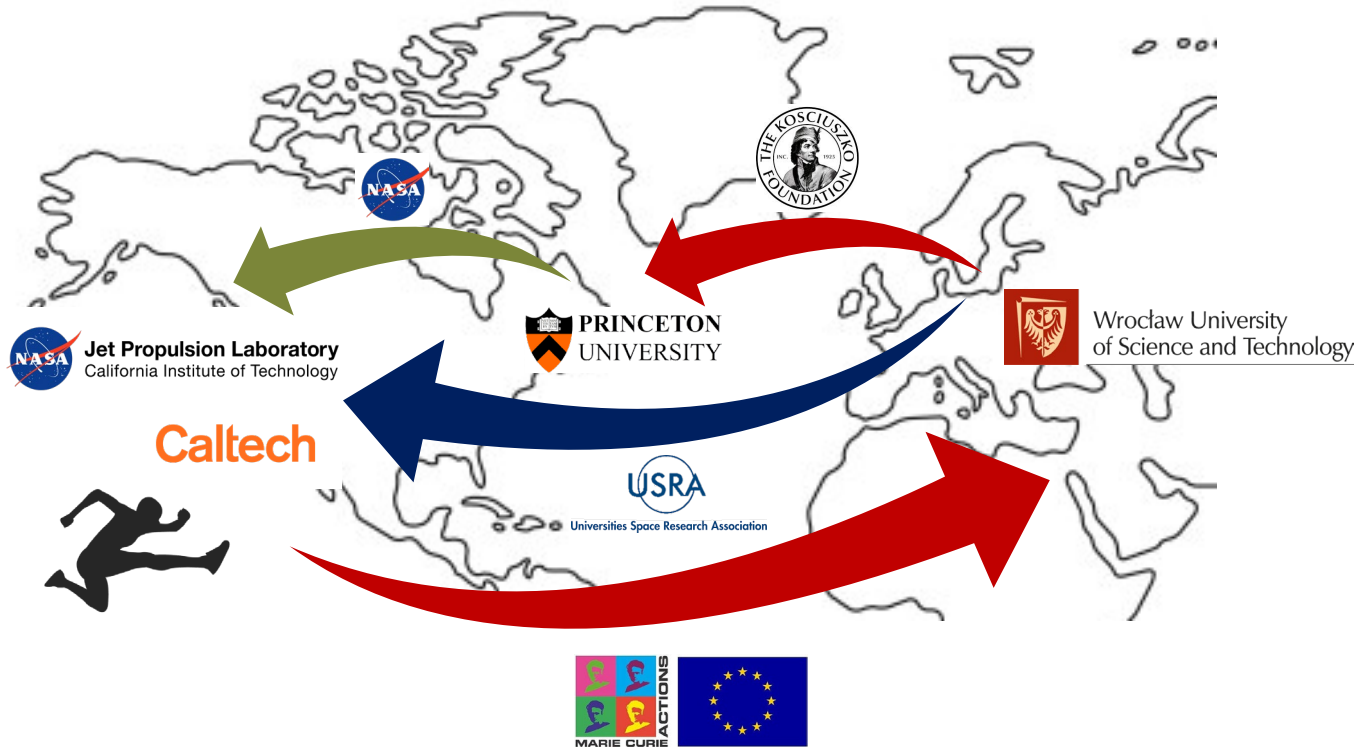 THE KOSCIUSZKO
INC. 1925
FOUNDATION
NASA
NASA
Jet Propulsion Laboratory
California Institute of Technology
PRINCETON
UNIVERSITY
Wrocław University
of Science and Technology
Caltech
USRA
Universities Space Research Association
MARIE CURIE
ACTIONS